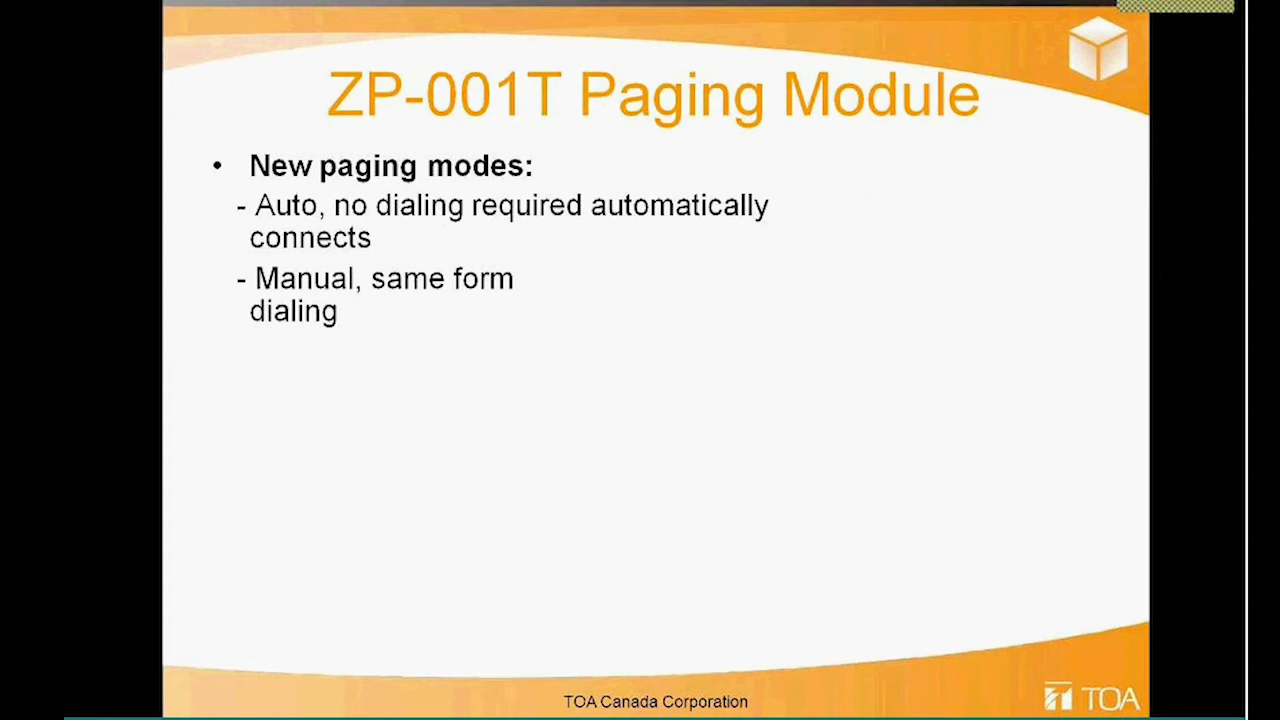 ZP-001T Paging Module
• New paging modes:
- Auto, no dialing required automatically
connects
- Manual, same form
dialing
TOA Canada Corporation
TOA